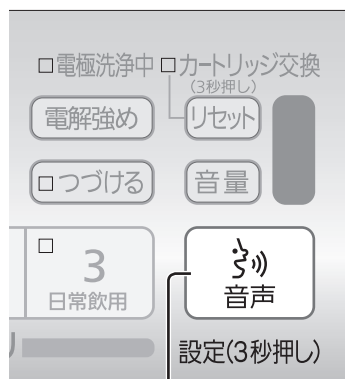 □電極洗浄中 □カートリッジ交換
(3秒押し)
電解強め リセット
□つづける 音量
□
3
日常飲用
音声
設定(3秒押し)